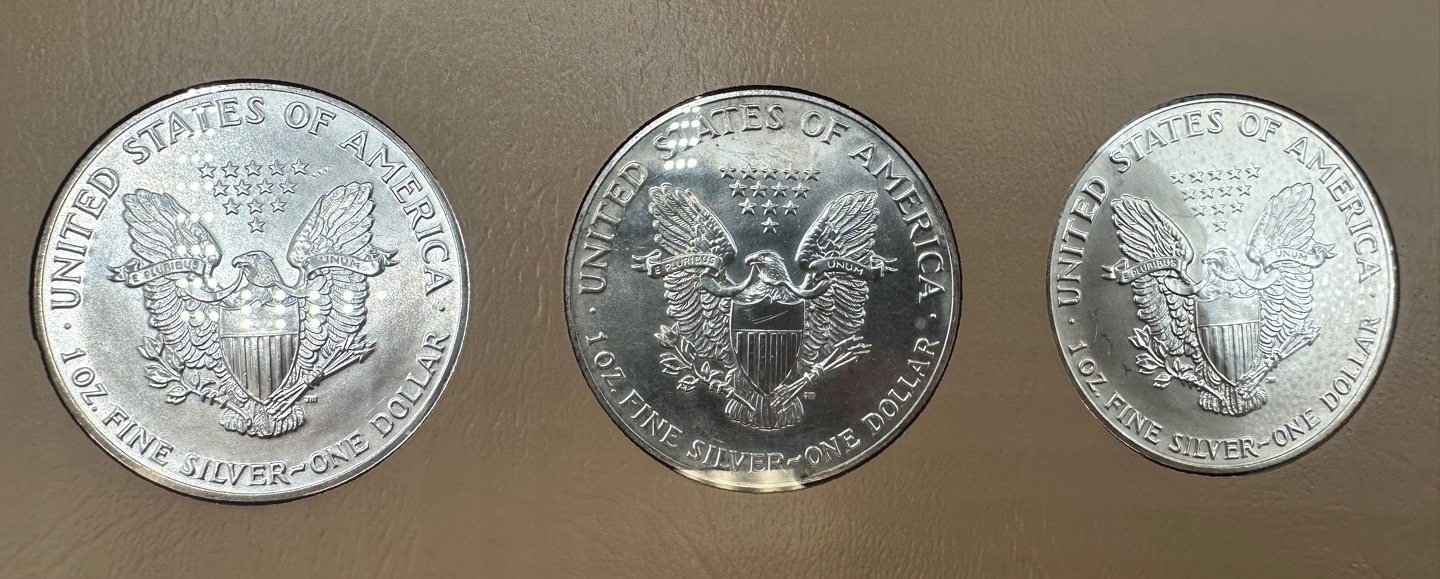 UNITED STATES OF AMERICA
E PLURIBUS UNUM
1 OZ. FINE SILVER~ONE DOLLAR
UNITED STATES OF AMERICA
E PLURIBUS UNUM
1 OZ. FINE SILVER~ONE DOLLAR
UNITED STATES OF AMERICA
E PLURIBUS UNUM
1 OZ. FINE SILVER~ONE DOLLAR